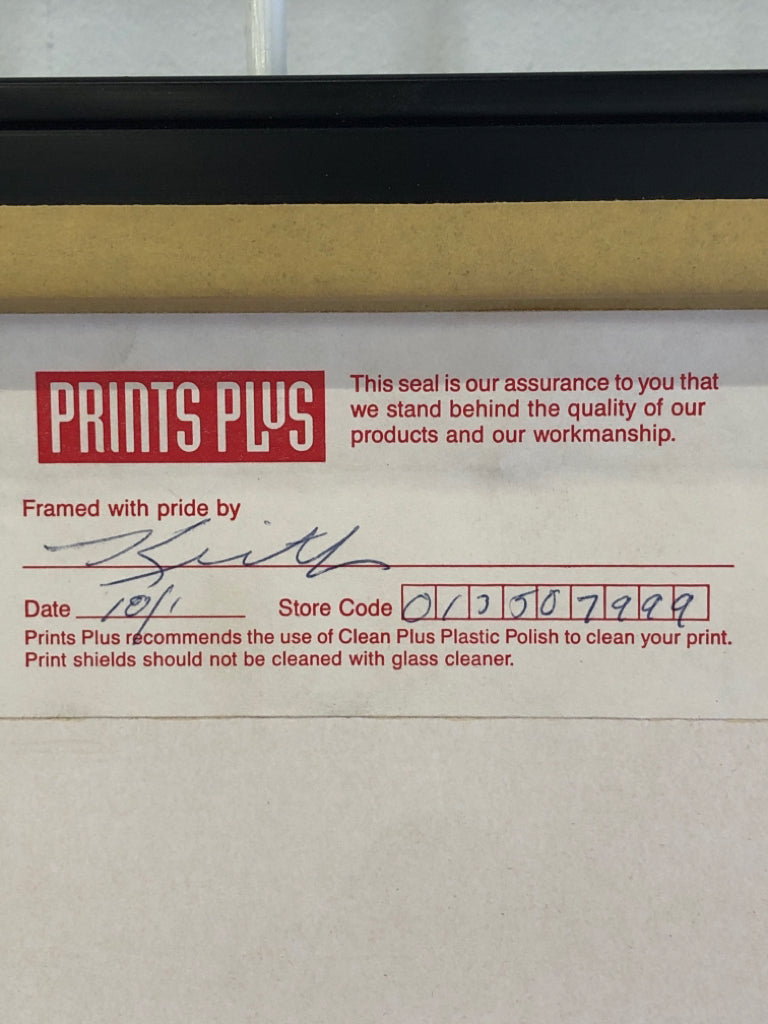 PRINTS PLUS
This seal is our assurance to you that
we stand behind the quality of our
products and our workmanship.
Framed with pride by
Keith
Date 10/1 Store Code
Prints Plus recommends the use of Clean Plus Plastic Polish to clean your print.
Print shields should not be cleaned with glass cleaner.